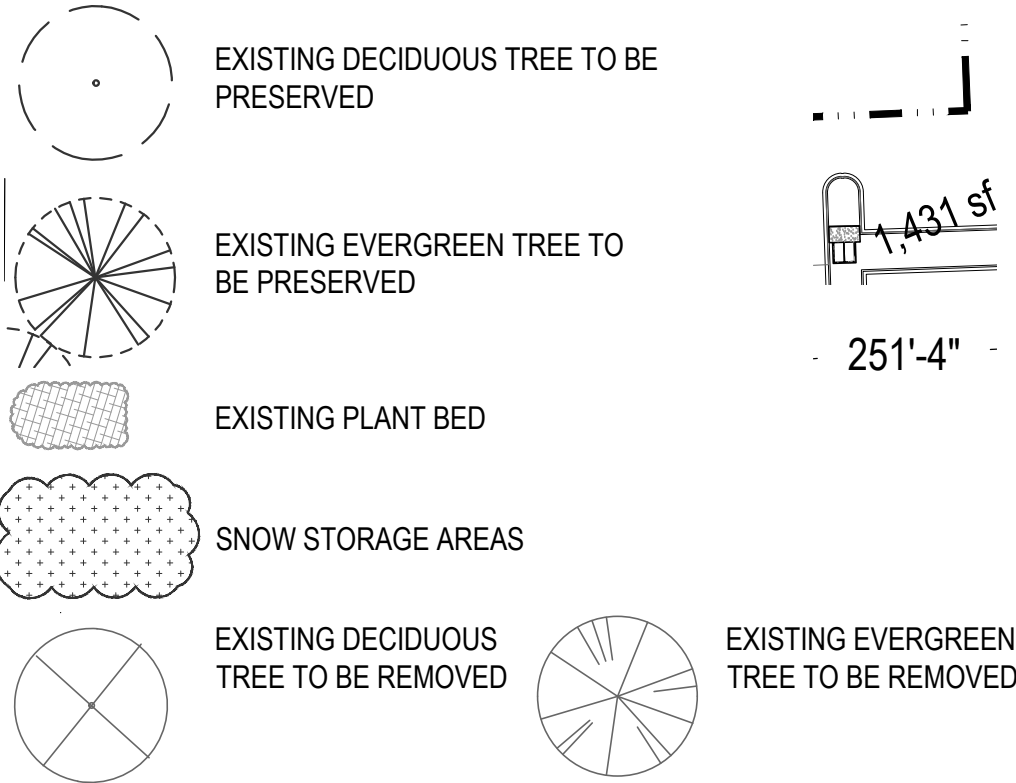 EXISTING DECIDUOUS TREE TO BE
PRESERVED
1,431 sf
EXISTING EVERGREEN TREE TO
BE PRESERVED
251'-4"
EXISTING PLANT BED
SNOW STORAGE AREAS
EXISTING DECIDUOUS
TREE TO BE REMOVED
EXISTING EVERGREEN
TREE TO BE REMOVED